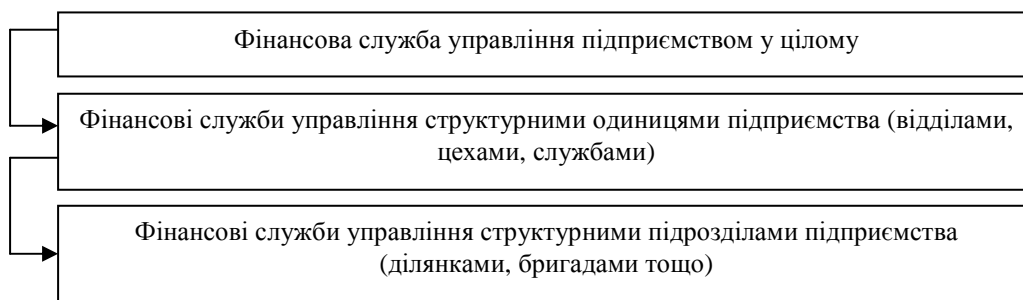 Фінансова служба управління підприємством у цілому
Фінансові служби управління структурними одиницями підприємства (відділами,
цехами, службами)
Фінансові служби управління структурними підрозділами підприємства
(ділянками, бригадами тощо)